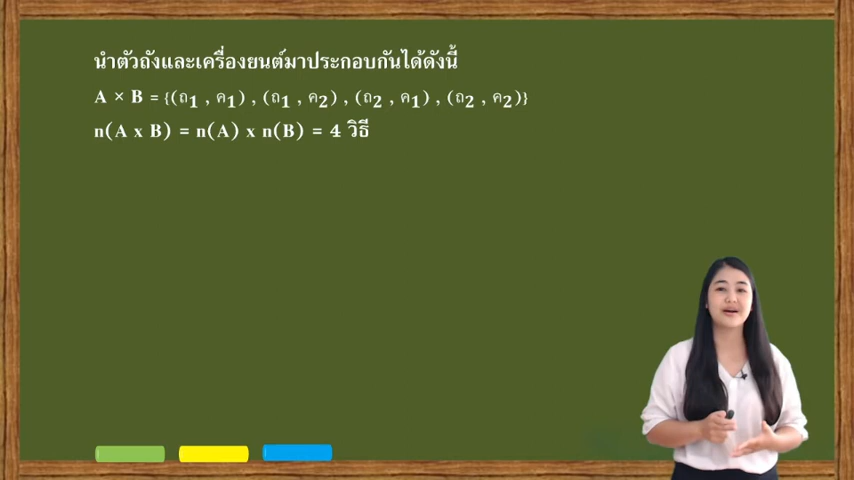 นำตัวถังและเครื่องยนต์มาประกอบกันได้ดังนี้
A × B = {(ถ1 , ค1) , (ถ1 , ค2) , (ถ2 , ค1) , (ถ2 , ค2)}
n(A x B) = n(A) x n(B) = 4 วิธี